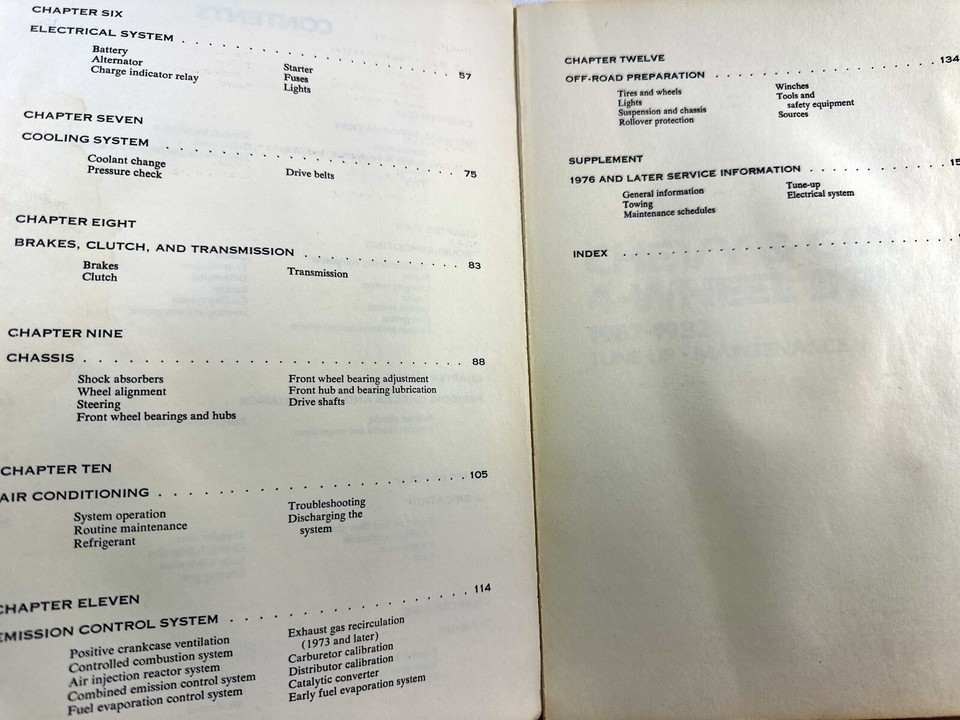 CHAPTER SIX
ELECTRICAL SYSTEM . . . . . . . . . . . . . . . . . . . . 57
Battery
Alternator
Charge indicator relay
Starter
Fuses
Lights
CHAPTER SEVEN
COOLING SYSTEM . . . . . . . . . . . . . . . . . . . . 75
Coolant change
Pressure check
Drive belts
CHAPTER EIGHT
BRAKES, CLUTCH, AND TRANSMISSION . . . . . . . . . . . . 83
Brakes
Clutch
Transmission
CHAPTER NINE
CHASSIS . . . . . . . . . . . . . . . . . . . . . . . . . . 88
Shock absorbers
Wheel alignment
Steering
Front wheel bearings and hubs
Front wheel bearing adjustment
Front hub and bearing lubrication
Drive shafts
CHAPTER TEN
AIR CONDITIONING . . . . . . . . . . . . . . . . . . . . 105
System operation
Routine maintenance
Refrigerant
Troubleshooting
Discharging the
system
CHAPTER ELEVEN
EMISSION CONTROL SYSTEM . . . . . . . . . . . . . . . . 114
Positive crankcase ventilation
Controlled combustion system
Air injection reactor system
Combined emission control system
Fuel evaporation control system
Exhaust gas recirculation
(1973 and later)
Carburetor calibration
Distributor calibration
Catalytic converter
Early fuel evaporation system
CHAPTER TWELVE
OFF-ROAD PREPARATION . . . . . . . . . . . . . . . . . . 134
Tires and wheels
Lights
Suspension and chassis
Rollover protection
Winches
Tools and
safety equipment
Sources
SUPPLEMENT
1976 AND LATER SERVICE INFORMATION . . . . . . . . . . . . 15
General information
Towing
Maintenance schedules
Tune-up
Electrical system
INDEX . . . . . . . . . . . . . . . . . . . . . . . . . .